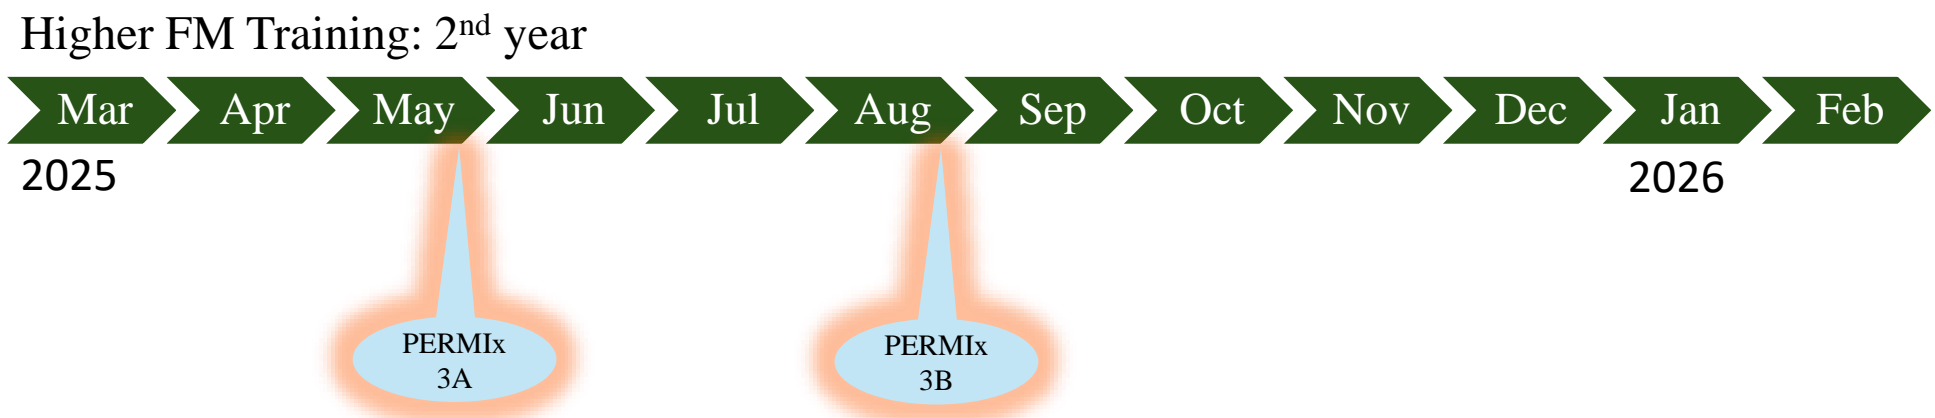 Higher FM Training: 2nd year
Mar Apr May Jun Jul Aug Sep Oct Nov Dec Jan Feb
2025 2026
PERMIx
3A
PERMIx
3B